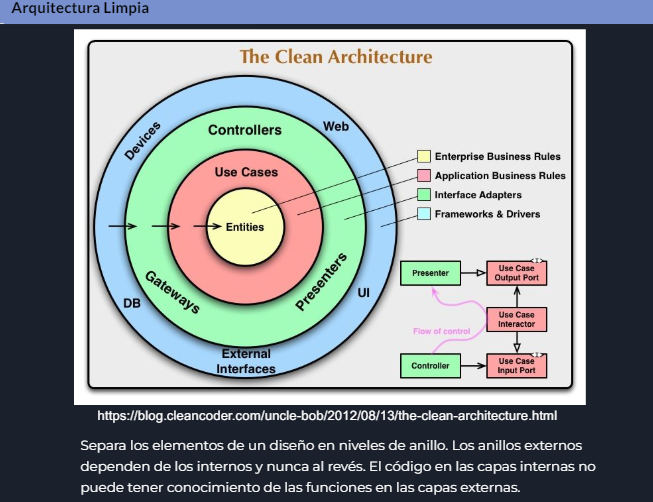 Arquitectura Limpia
The Clean Architecture
Devices
Web
Controllers
Use Cases
Entities
Gateways
Presenters
DB
UI
External
Interfaces
Enterprise Business Rules
Application Business Rules
Interface Adapters
Frameworks & Drivers
Presenter
Use Case
Output Port
Use Case
Interactor
Flow of control
Controller
Use Case
Input Port
https://blog.cleancoder.com/uncle-bob/2012/08/13/the-clean-architecture.html
Separa los elementos de un diseño en niveles de anillo. Los anillos externos
dependen de los internos y nunca al revés. El código en las capas internas no
puede tener conocimiento de las funciones en las capas externas.